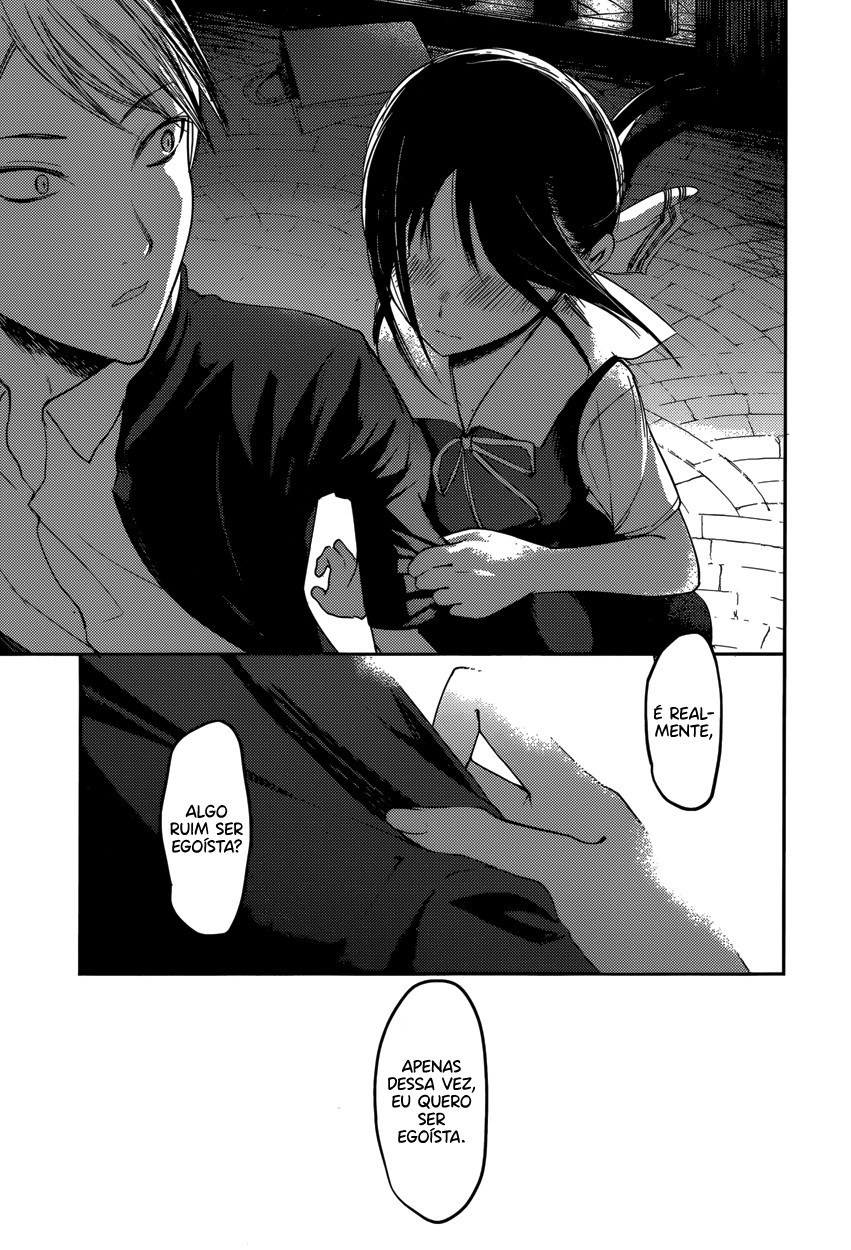 É REAL-
MENTE,
ALGO
RUIM SER
EGOÍSTA?
APENAS
DESSA VEZ,
EU QUERO
SER
EGOÍSTA.